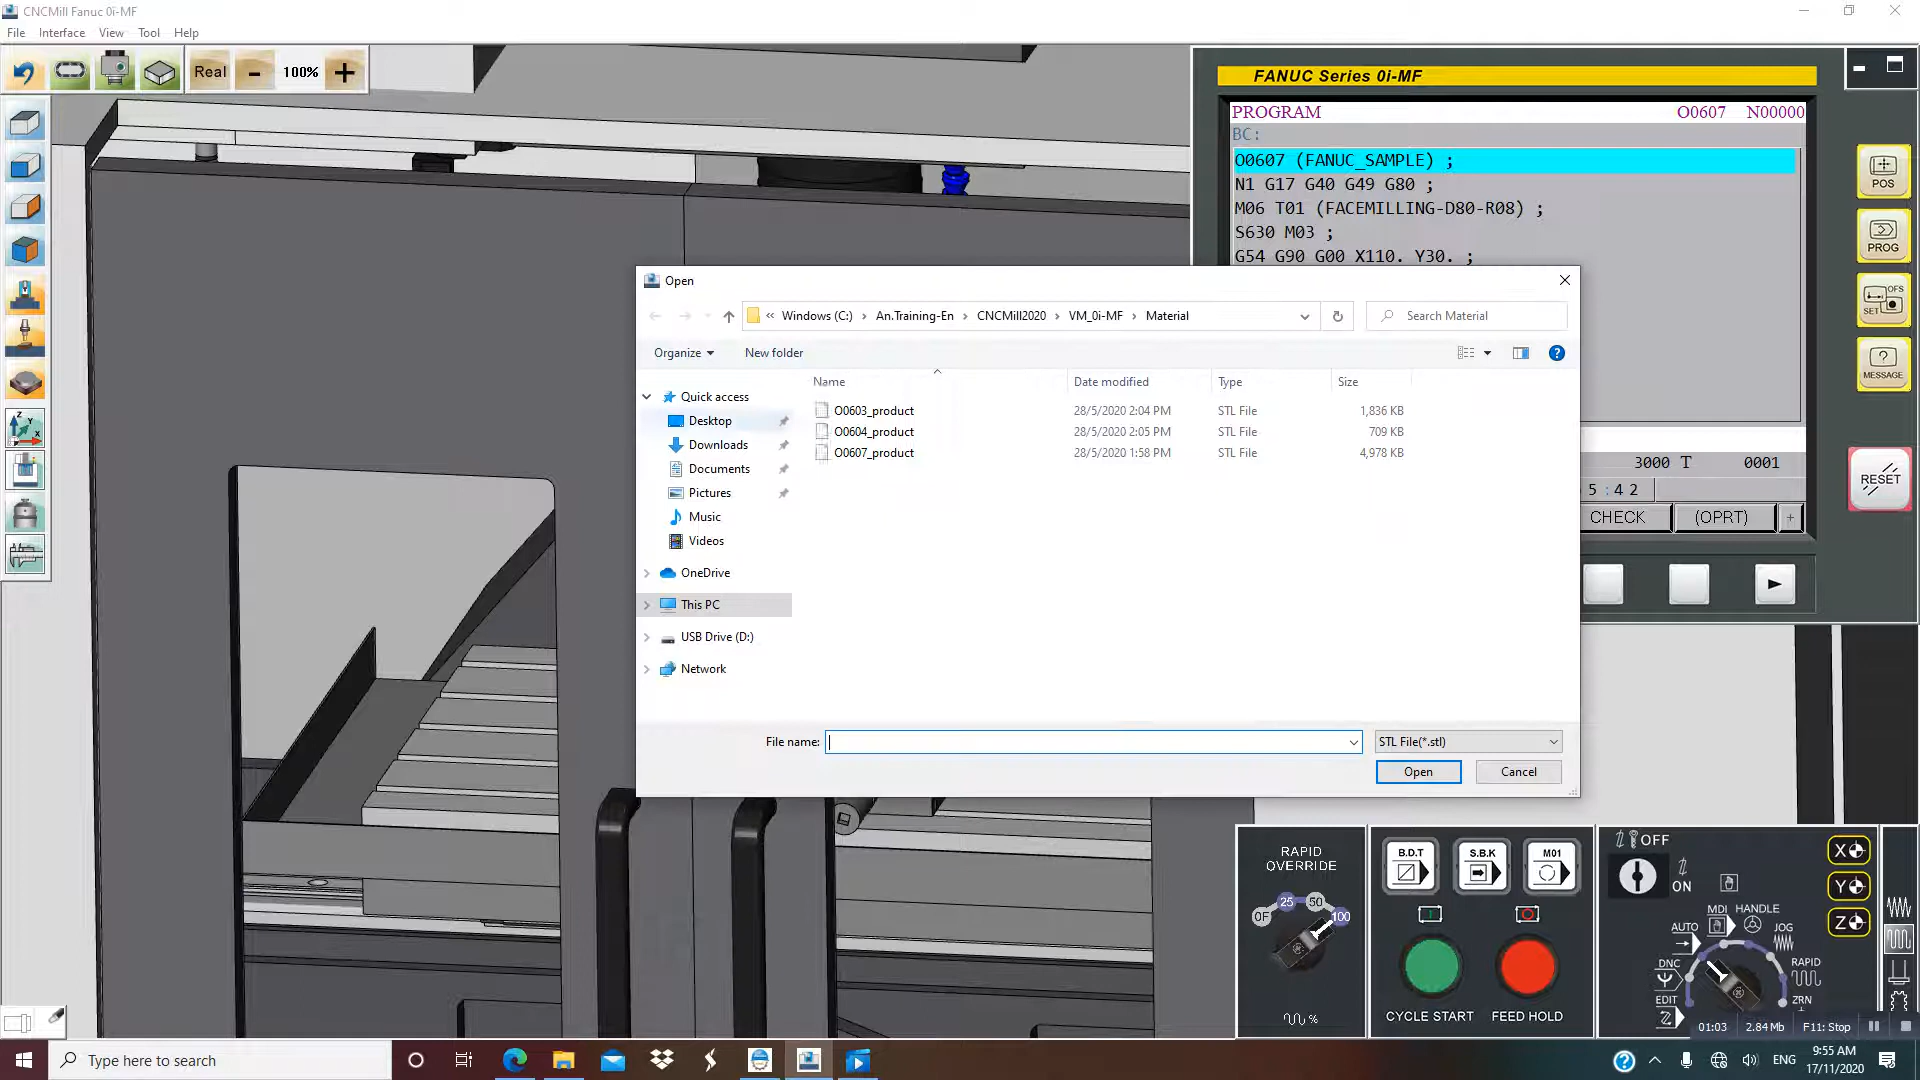 CNCMill Fanuc 0i-MF
File Interface View Tool Help
Real - 100% +
FANUC Series 0i-MF
PROGRAM O0607 N00000
BC:
O0607 (FANUC_SAMPLE) ;
N1 G17 G40 G49 G80 ;
M06 T01 (FACEMILLING-D80-R08) ;
S630 M03 ;
G54 G90 G00 X110. Y30. ;
POS
PROG
OFS
SET
MESSAGE
RESET
3000 T 0001
5 : 42
CHECK (OPRT) +
Open
« Windows (C:) › An.Training-En › CNCMill2020 › VM_0i-MF › Material
Search Material
Organize New folder
Name Date modified Type Size
O0603_product 28/5/2020 2:04 PM STL File 1,836 KB
O0604_product 28/5/2020 2:05 PM STL File 709 KB
O0607_product 28/5/2020 1:58 PM STL File 4,978 KB
Quick access
Desktop
Downloads
Documents
Pictures
Music
Videos
OneDrive
This PC
USB Drive (D:)
Network
File name:
STL File(*.stl)
Open Cancel
RAPID
OVERRIDE
0F 25 50 100
%
B.D.T S.B.K M01
CYCLE START FEED HOLD
OFF
ON
X
Y
Z
MDI HANDLE
AUTO JOG
DNC RAPID
EDIT ZRN
01:03 2.84 Mb F11: Stop
Type here to search
ENG
9:55 AM
17/11/2020